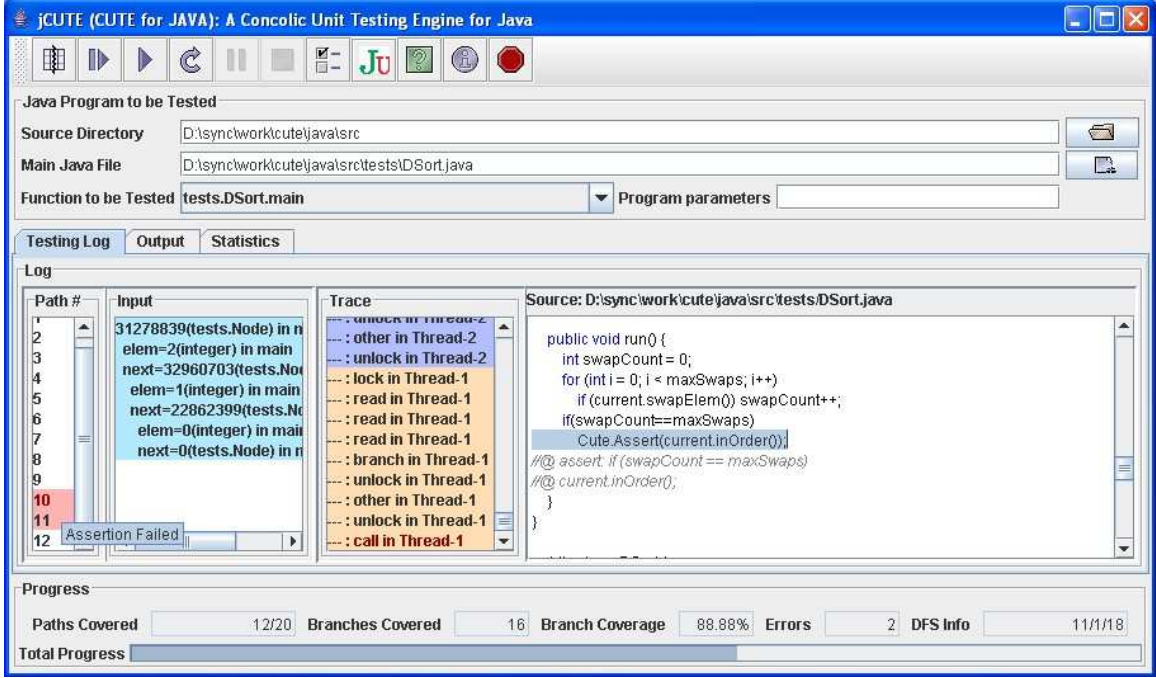 jCUTE (CUTE for JAVA): A Concolic Unit Testing Engine for Java
JU
Java Program to be Tested
Source Directory D:\sync\work\cute\java\src
Main Java File D:\sync\work\cute\java\src\tests\DSort.java
Function to be Tested tests.DSort.main Program parameters
Testing Log Output Statistics
Log
Path #
1
2
3
4
5
6
7
8
9
10
11
12
Assertion Failed
Input
31278839(tests.Node) in n
elem=2(integer) in main
next=32960703(tests.No
elem=1(integer) in main
next=22862399(tests.No
elem=0(integer) in mai
next=0(tests.Node) in n
Trace
--- : unlock in Thread-2
--- : other in Thread-2
--- : unlock in Thread-2
--- : lock in Thread-1
--- : read in Thread-1
--- : read in Thread-1
--- : read in Thread-1
--- : branch in Thread-1
--- : unlock in Thread-1
--- : other in Thread-1
--- : unlock in Thread-1
--- : call in Thread-1
Source: D:\sync\work\cute\java\src\tests/DSort.java
public void run() {
int swapCount = 0;
for (int i = 0; i < maxSwaps; i++)
if (current.swapElem()) swapCount++;
if(swapCount==maxSwaps)
Cute.Assert(current.inOrder());
//@ assert: if (swapCount == maxSwaps)
//@ current.inOrder();
}
}
Progress
Paths Covered 12/20 Branches Covered 16 Branch Coverage 88.88% Errors 2 DFS Info 11/1/18
Total Progress